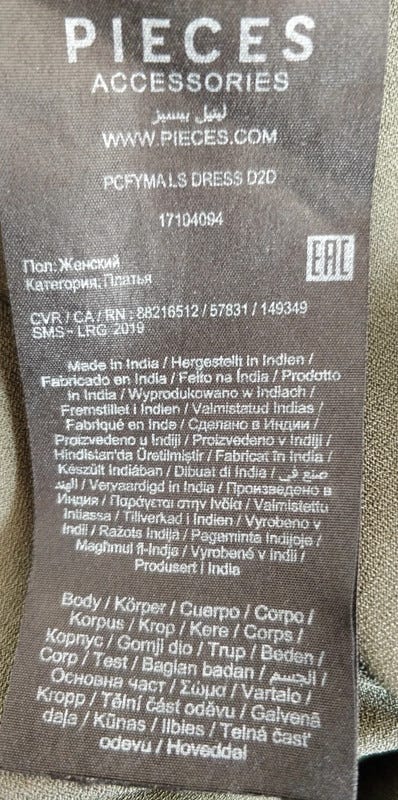 PIECES
ACCESSORIES
ليتيل بيسيز
WWW.PIECES.COM
PCFYMA LS DRESS D2D
17104094
EAC
Пол: Женский
Категория: Платья
CVR / CA / RN : 88216512 / 57831 / 149349
SMS - LRG 2019
Made in India / Hergestellt in Indien /
Fabricado en India / Feito na Índia / Prodotto
in India / Wyprodukowano w Indiach /
Fremstillet i Indien / Valmistatud Indias /
Fabriqué en Inde / Сделано в Индии /
Proizvedeno u Indiji / Proizvedeno v Indiji /
Hindistan'da Üretilmiştir / Fabricat în India /
Készült Indiában / Dibuat di India / صنع في
الهند / Vervaardigd in India / Произведено в
Индия / Παράγεται στην Ινδία / Valmistettu
Intiassa / Tillverkad i Indien / Vyrobeno v
Indii / Ražots Indijā / Pagaminta Indijoje /
Magħmul fl-Indja / Vyrobené v Indii /
Produsert i India
Body / Körper / Cuerpo / Corpo /
Korpus / Krop / Kere / Corps /
Корпус / Gornji dio / Trup / Beden /
Corp / Test / Bagian badan / الجسم /
Основна част / Σώμα / Vartalo /
Kropp / Tělní část oděvu / Galvenā
daļa / Kūnas / Ilbies / Telná časť
odevu / Hoveddel